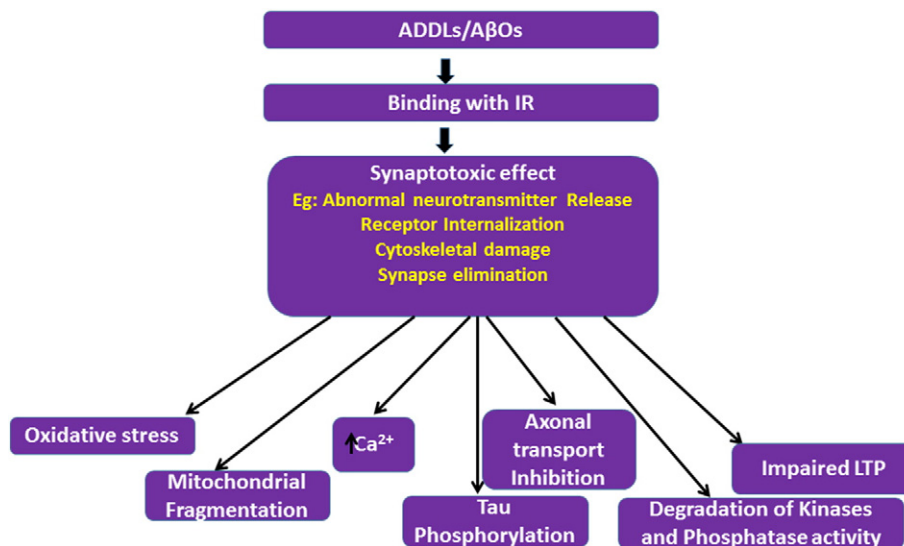 ADDLs/AβOs
Binding with IR
Synaptotoxic effect
Eg: Abnormal neurotransmitter Release
Receptor Internalization
Cytoskeletal damage
Synapse elimination
Oxidative stress
Mitochondrial
Fragmentation
↑Ca²⁺
Tau
Phosphorylation
Axonal
transport
Inhibition
Degradation of Kinases
and Phosphatase activity
Impaired LTP